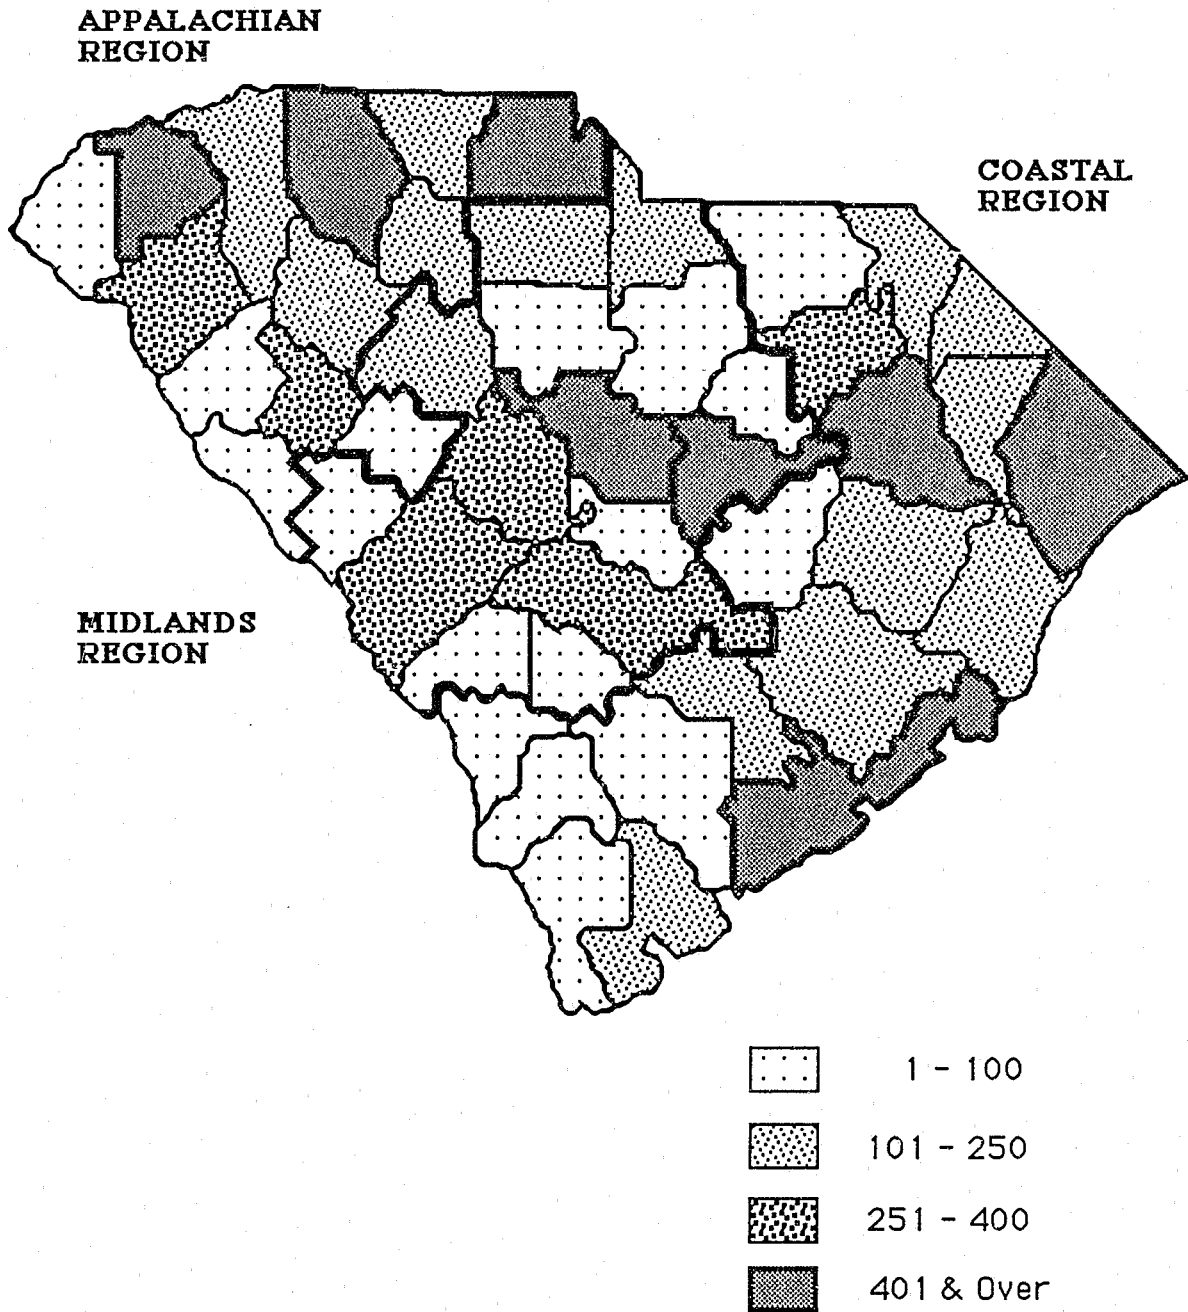 APPALACHIAN
REGION
COASTAL
REGION
MIDLANDS
REGION
1 - 100
101 - 250
251 - 400
401 & Over